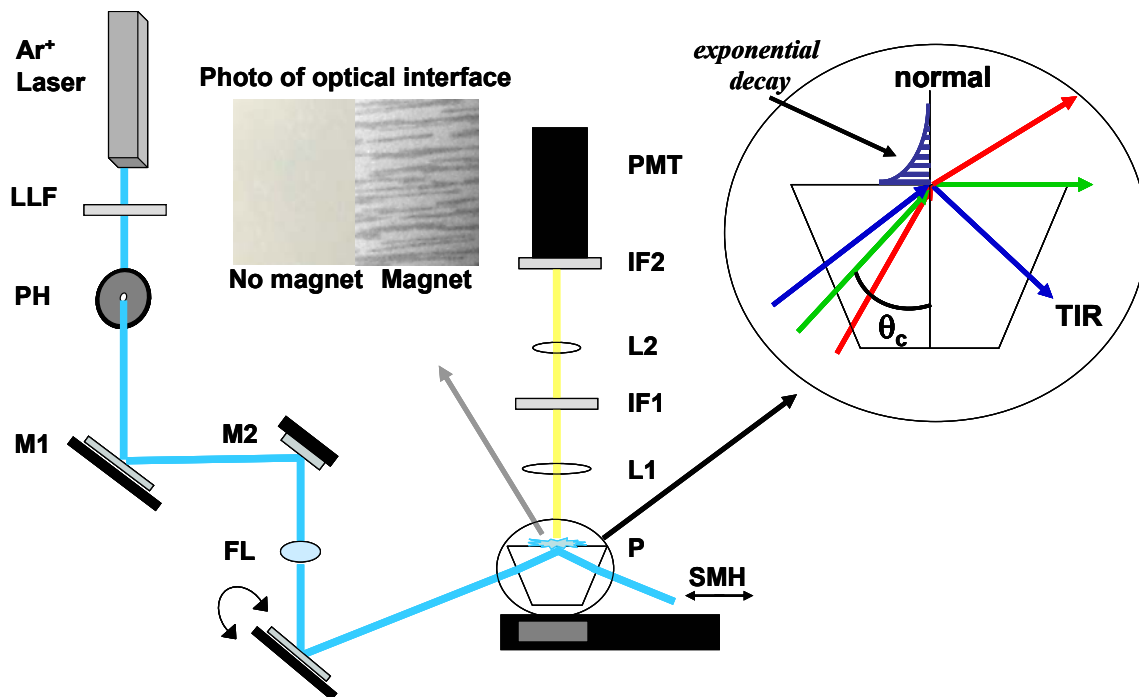 Ar+
Laser
LLF
PH
M1
M2
FL
Photo of optical interface
No magnet
Magnet
PMT
IF2
L2
IF1
L1
P
SMH
exponential
decay
normal
θc
TIR